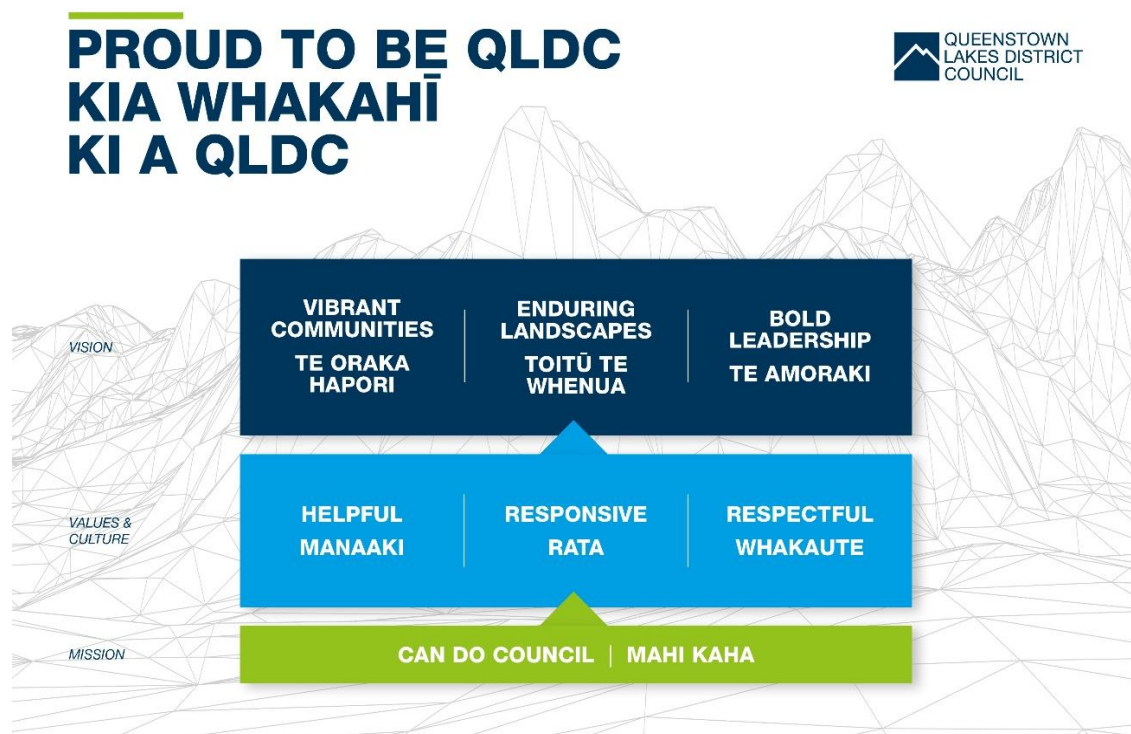 PROUD TO BE QLDC
KIA WHAKAHĪ
KI A QLDC
QUEENSTOWN
LAKES DISTRICT
COUNCIL
VISION
VIBRANT
COMMUNITIES
TE ORAKA
HAPORI
ENDURING
LANDSCAPES
TOITŪ TE
WHENUA
BOLD
LEADERSHIP
TE AMORAKI
VALUES &
CULTURE
HELPFUL
MANAAKI
RESPONSIVE
RATA
RESPECTFUL
WHAKAUTE
MISSION
CAN DO COUNCIL | MAHI KAHA